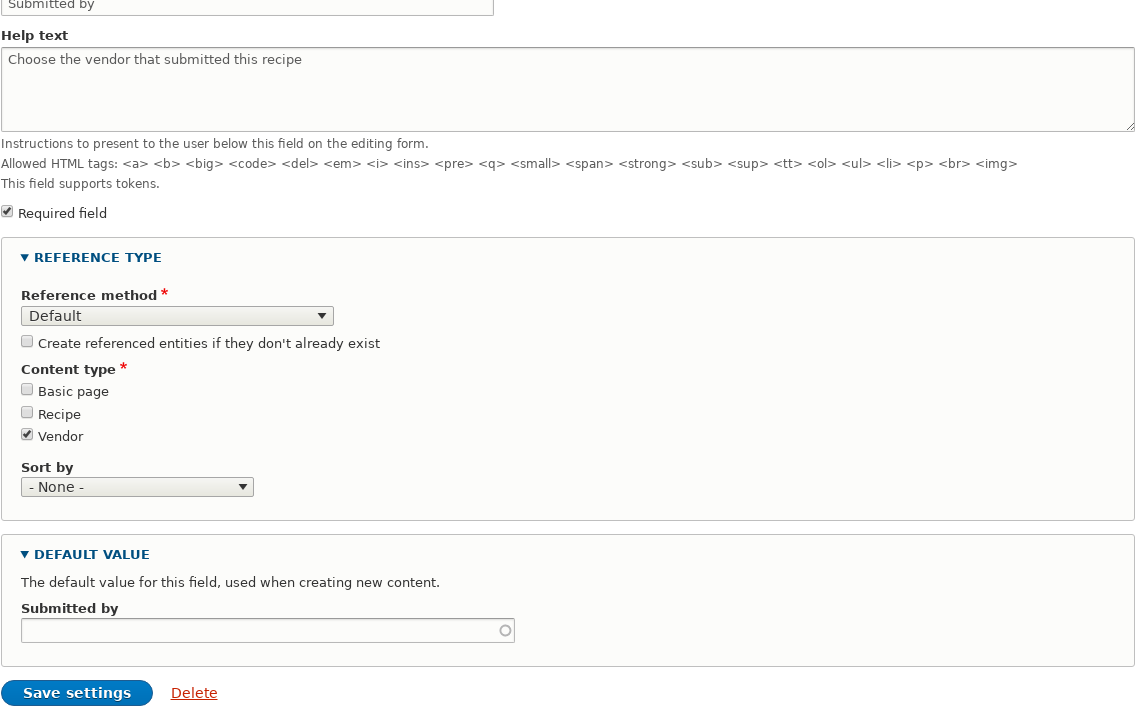 Submitted by
Help text
Choose the vendor that submitted this recipe
Instructions to present to the user below this field on the editing form.
Allowed HTML tags: <a> <b> <big> <code> <del> <em> <i> <ins> <pre> <q> <small> <span> <strong> <sub> <sup> <tt> <ol> <ul> <li> <p> <br> <img>
This field supports tokens.
Required field
REFERENCE TYPE
Reference method *
Default
Create referenced entities if they don't already exist
Content type *
Basic page
Recipe
Vendor
Sort by
- None -
DEFAULT VALUE
The default value for this field, used when creating new content.
Submitted by
Save settings Delete